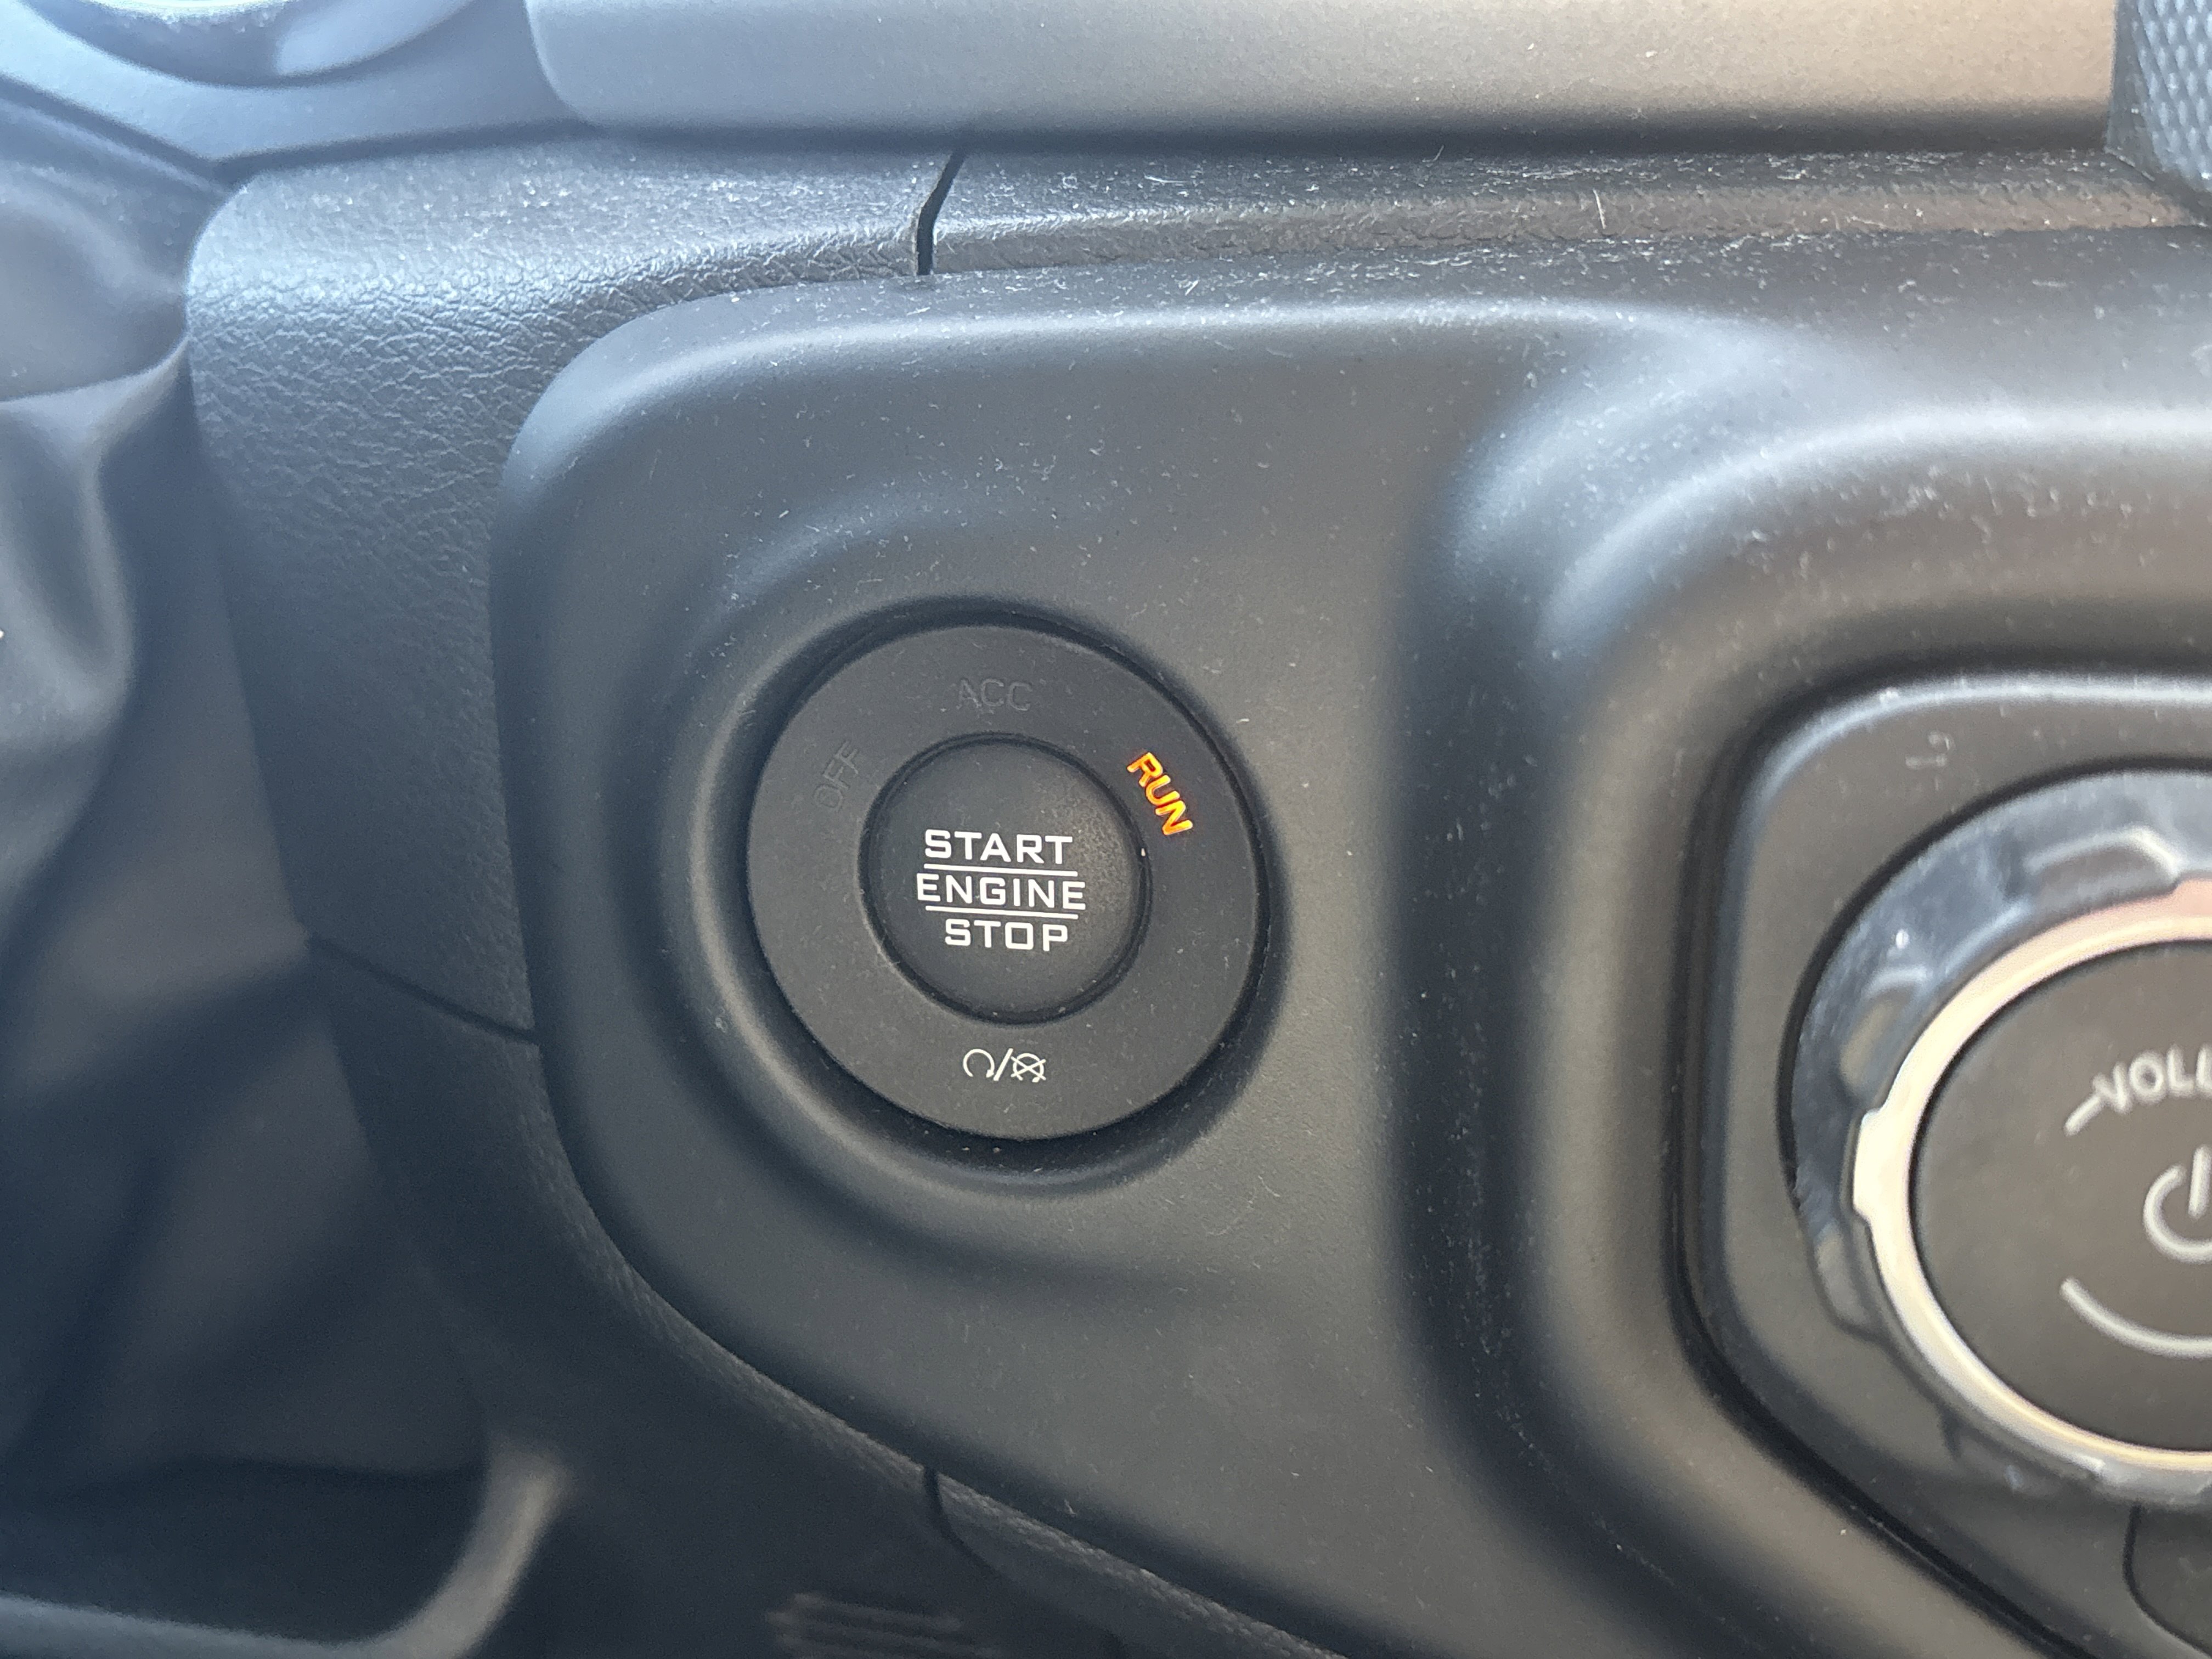 ACC
OFF
RUN
START
ENGINE
STOP